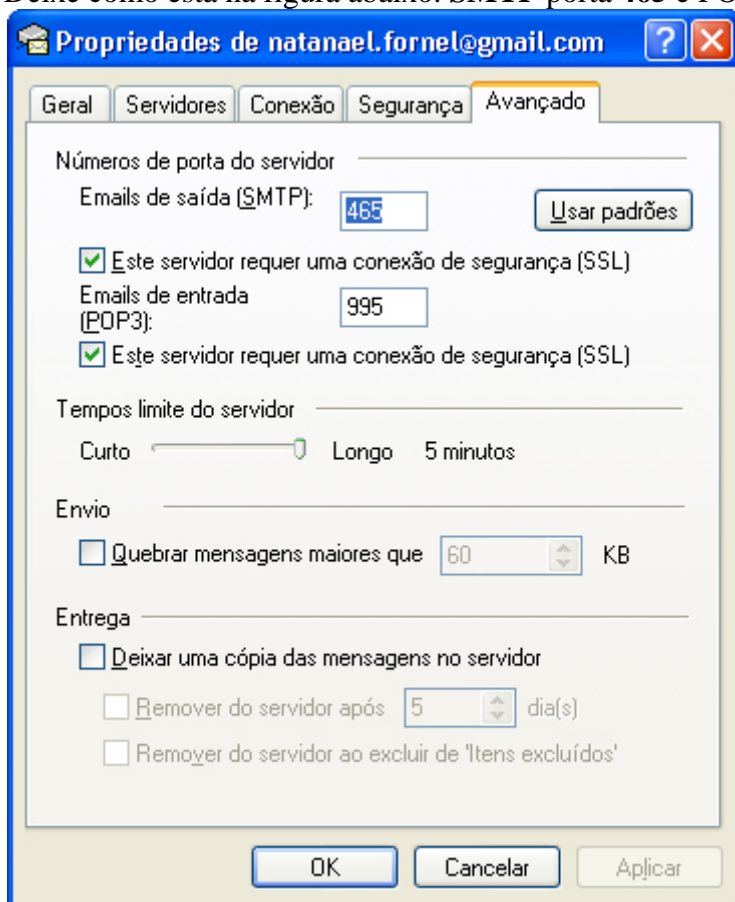 Deixe como está na figura abaixo: SMTP porta 465 e PO
Propriedades de natanael.fornel@gmail.com
Geral Servidores Conexão Segurança Avançado
Números de porta do servidor
Emails de saída (SMTP): 465 Usar padrões
Este servidor requer uma conexão de segurança (SSL)
Emails de entrada
(POP3): 995
Este servidor requer uma conexão de segurança (SSL)
Tempos limite do servidor
Curto Longo 5 minutos
Envio
Quebrar mensagens maiores que 60 KB
Entrega
Deixar uma cópia das mensagens no servidor
Remover do servidor após 5 dia(s)
Remover do servidor ao excluir de 'Itens excluídos'
OK Cancelar Aplicar